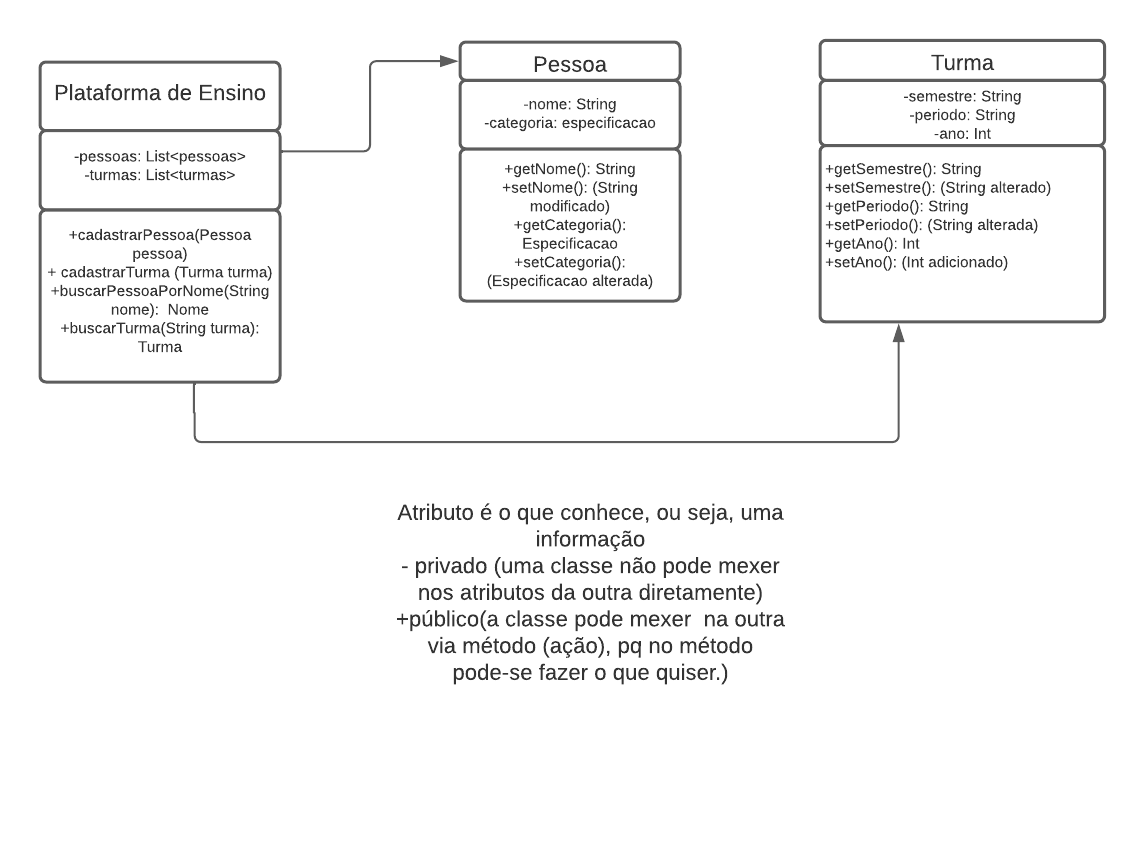 Plataforma de Ensino
-pessoas: List<pessoas>
-turmas: List<turmas>
+cadastrarPessoa(Pessoa
pessoa)
+ cadastrarTurma (Turma turma)
+buscarPessoaPorNome(String
nome):  Nome
+buscarTurma(String turma):
Turma
Pessoa
-nome: String
-categoria: especificacao
+getNome(): String
+setNome(): (String
modificado)
+getCategoria():
Especificacao
+setCategoria():
(Especificacao alterada)
Turma
-semestre: String
-periodo: String
-ano: Int
+getSemestre(): String
+setSemestre(): (String alterado)
+getPeriodo(): String
+setPeriodo(): (String alterada)
+getAno(): Int
+setAno(): (Int adicionado)
Atributo é o que conhece, ou seja, uma
informação
- privado (uma classe não pode mexer
nos atributos da outra diretamente)
+público(a classe pode mexer  na outra
via método (ação), pq no método
pode-se fazer o que quiser.)